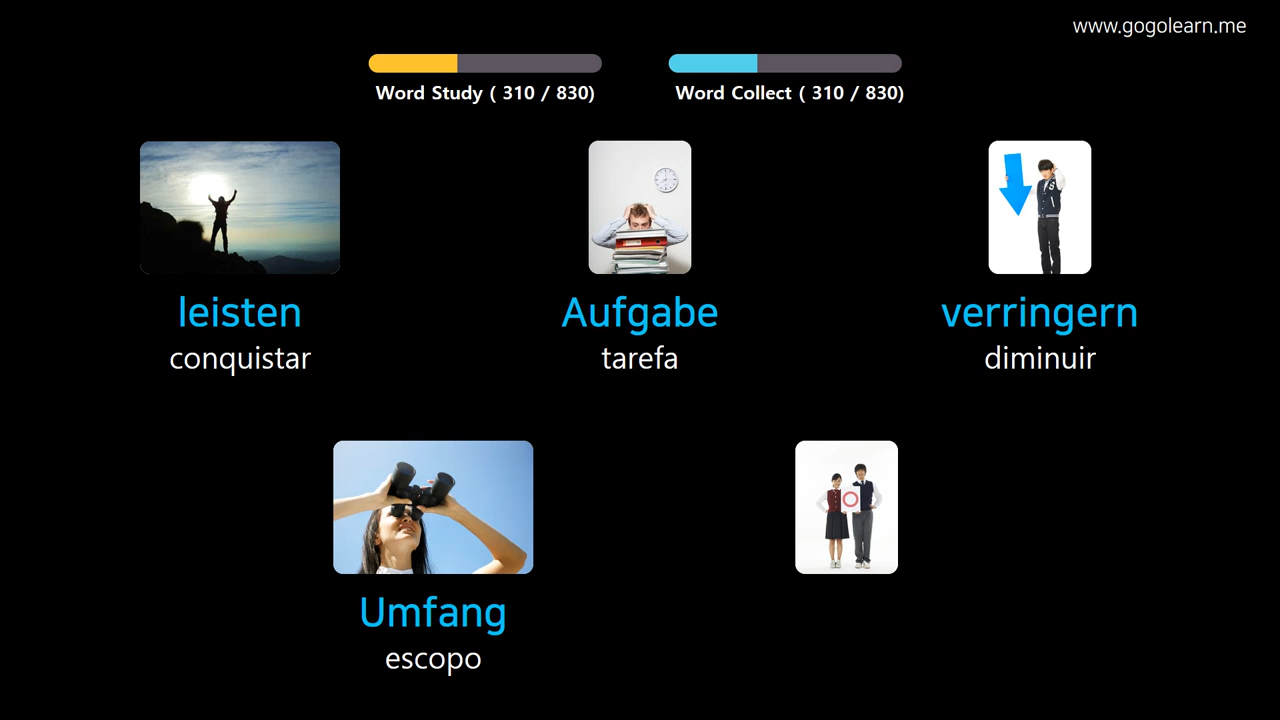 www.gogolearn.me
Word Study ( 310 / 830)
Word Collect ( 310 / 830)
leisten
conquistar
Aufgabe
tarefa
verringern
diminuir
Umfang
escopo